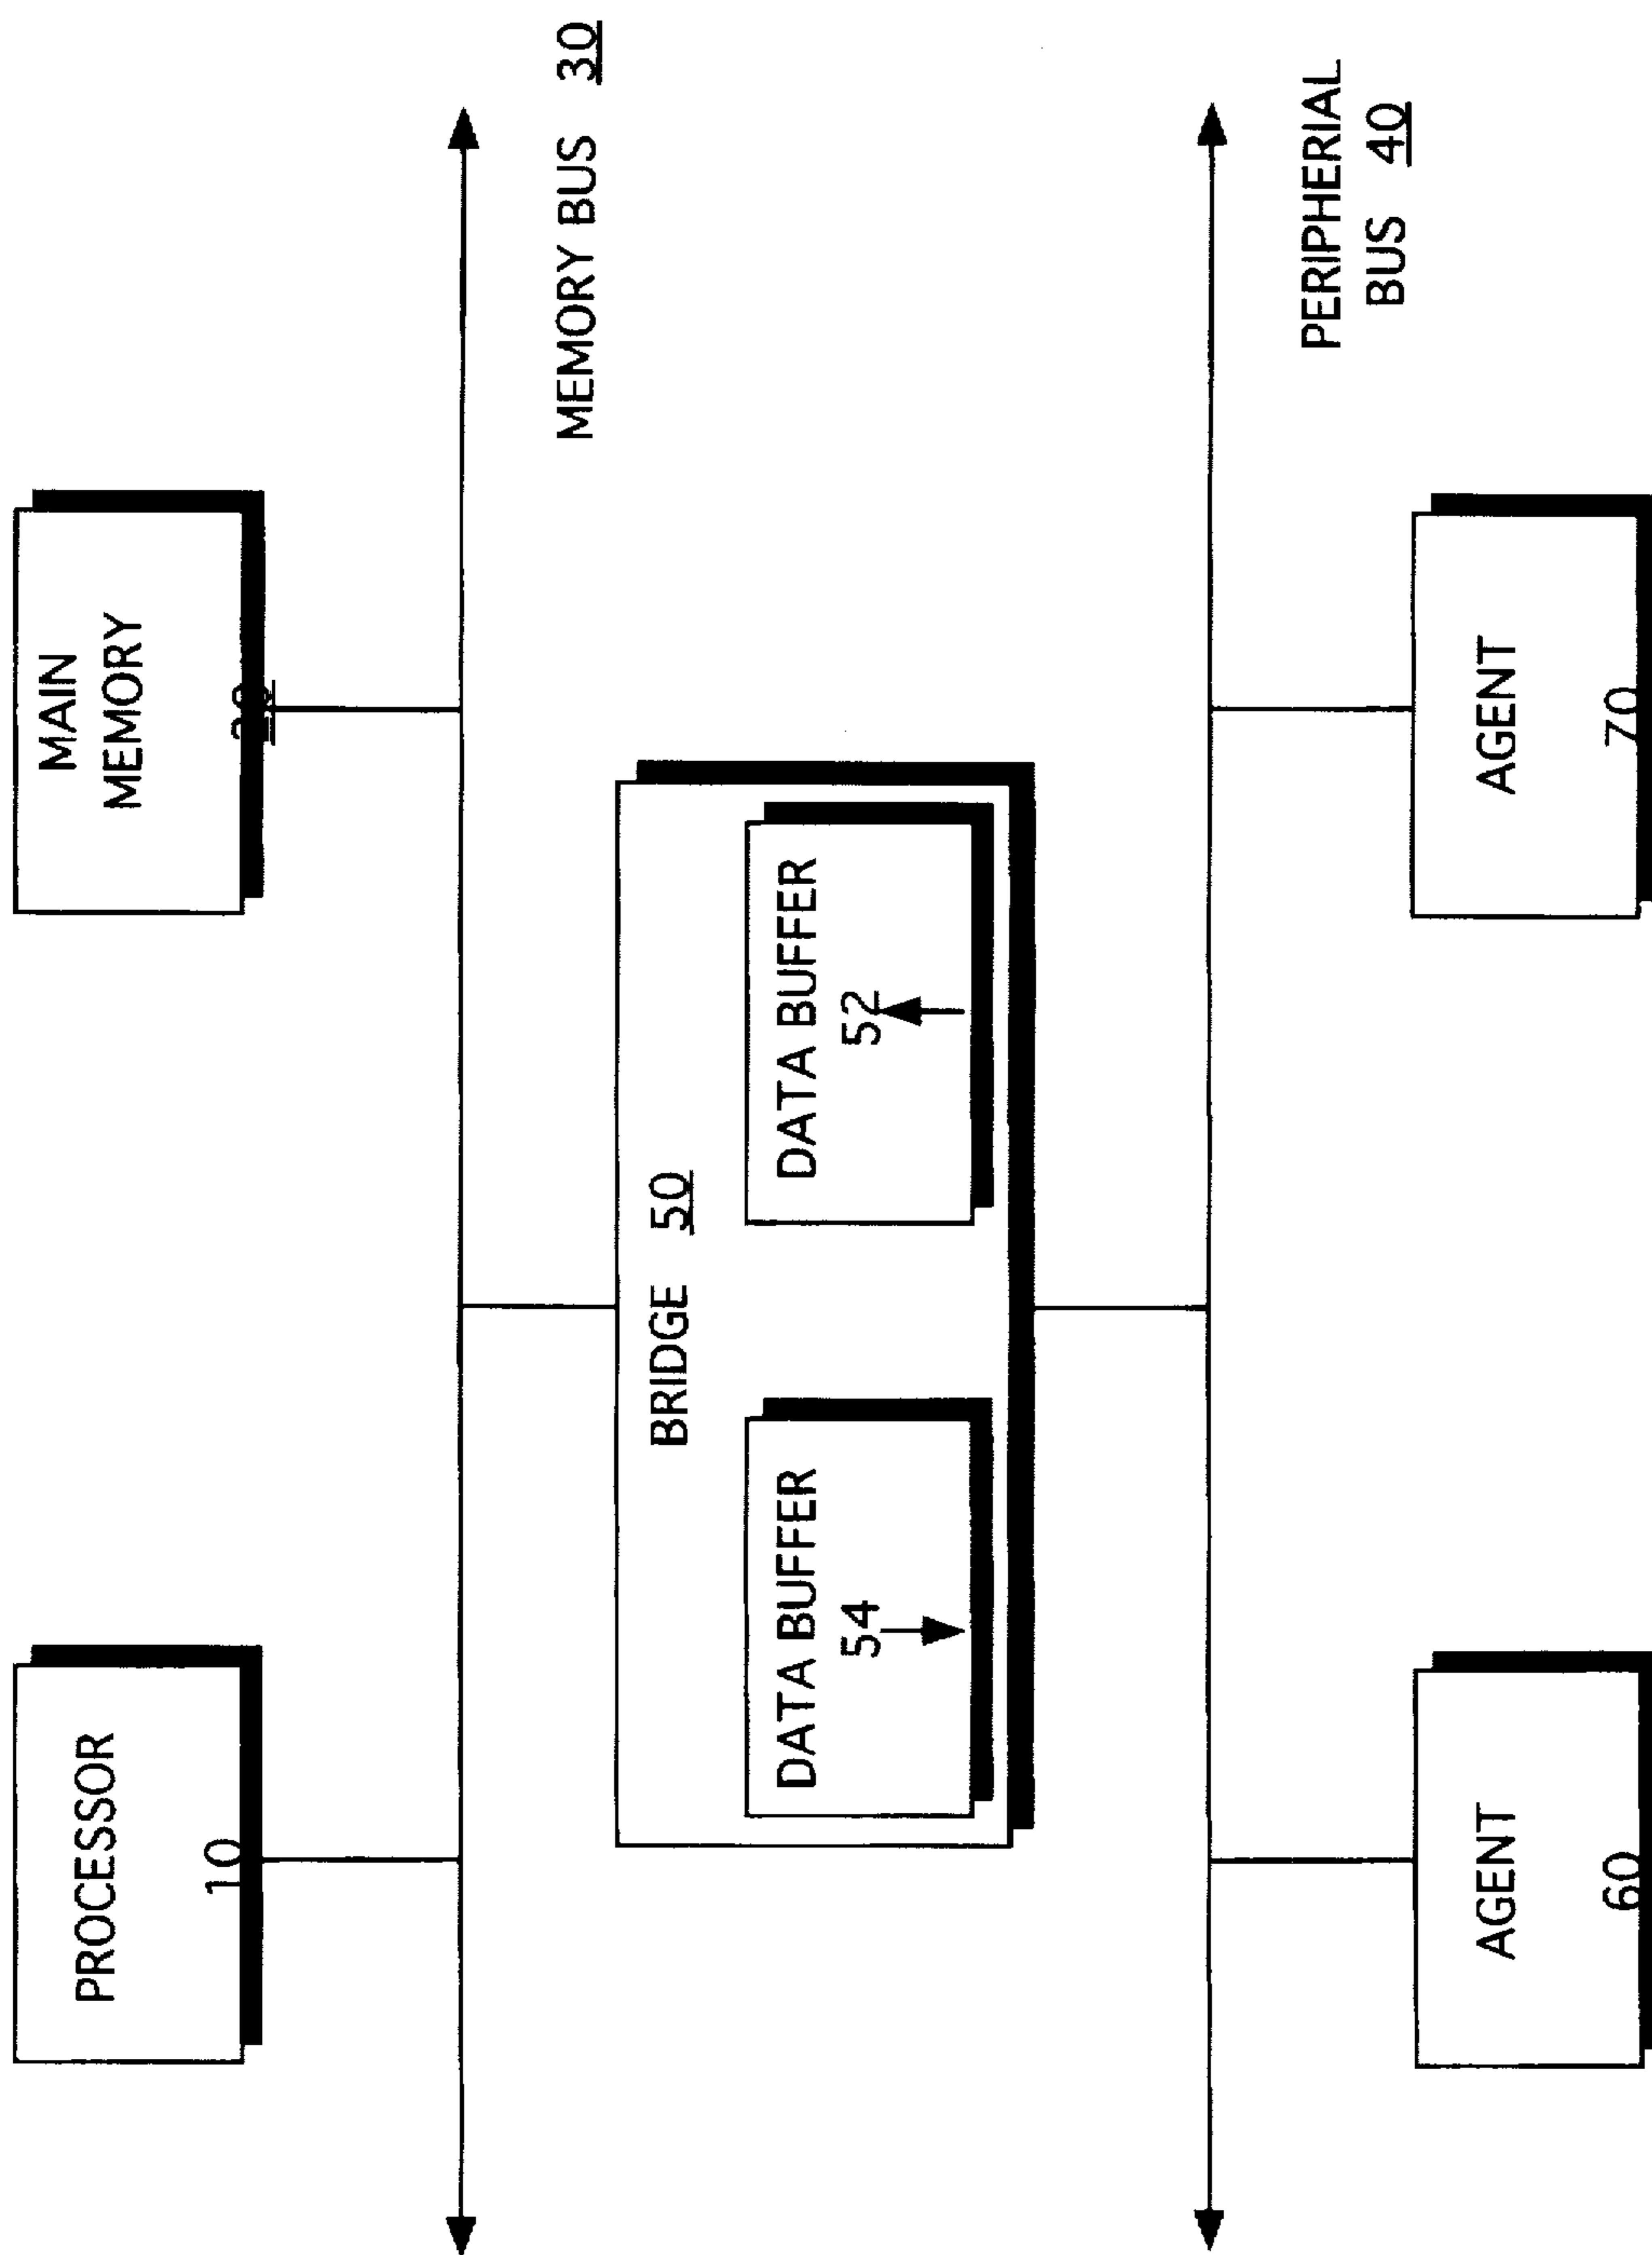 PROCESSOR
10
MAIN
MEMORY
MEMORY BUS 30
BRIDGE 50
DATA BUFFER
54
DATA BUFFER
52
PERIPHERIAL
BUS 40
AGENT
60
AGENT
70